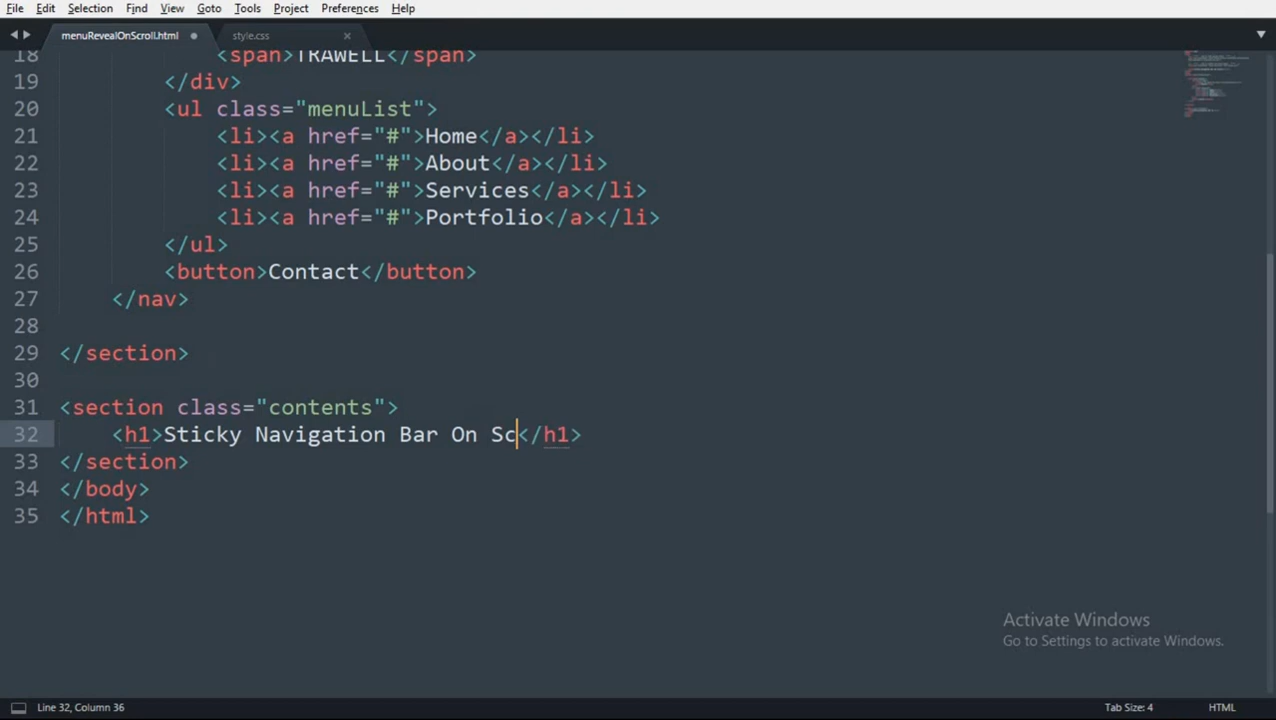 File Edit Selection Find View Goto Tools Project Preferences Help
menuRevealOnScroll.html style.css
18 <span>TRAWELL</span>
19 </div>
20 <ul class="menuList">
21 <li><a href="#">Home</a></li>
22 <li><a href="#">About</a></li>
23 <li><a href="#">Services</a></li>
24 <li><a href="#">Portfolio</a></li>
25 </ul>
26 <button>Contact</button>
27 </nav>
28
29 </section>
30
31 <section class="contents">
32 <h1>Sticky Navigation Bar On Sc</h1>
33 </section>
34 </body>
35 </html>
Activate Windows
Go to Settings to activate Windows.
Line 32, Column 36 Tab Size: 4 HTML